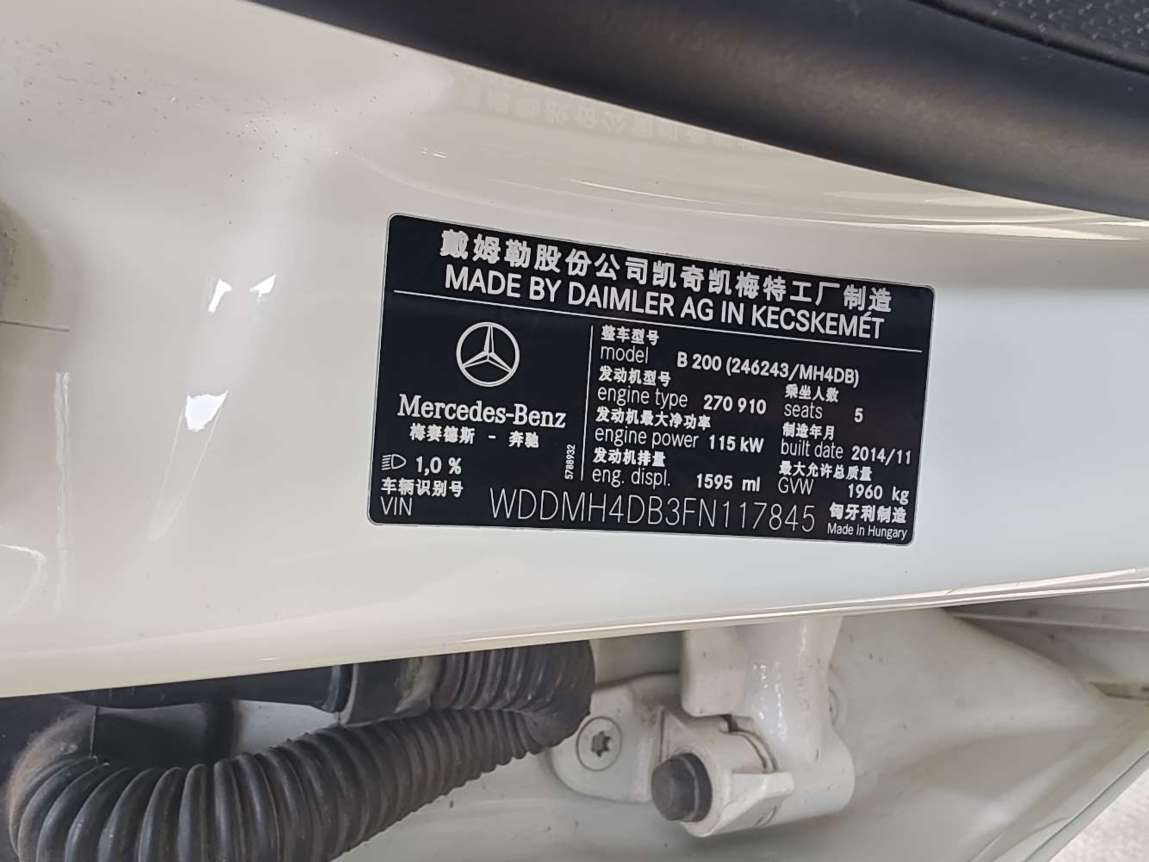 戴姆勒股份公司凯奇凯梅特工厂制造
MADE BY DAIMLER AG IN KECSKEMÉT
Mercedes-Benz
梅赛德斯 - 奔驰
5788932
1,0 %
整车型号
model B 200 (246243/MH4DB)
发动机型号 乘坐人数
engine type 270 910 seats 5
发动机最大净功率 制造年月
engine power 115 kW built date 2014/11
发动机排量 最大允许总质量
eng. displ. 1595 ml GVW 1960 kg
车辆识别号 匈牙利制造
VIN WDDMH4DB3FN117845 Made in Hungary